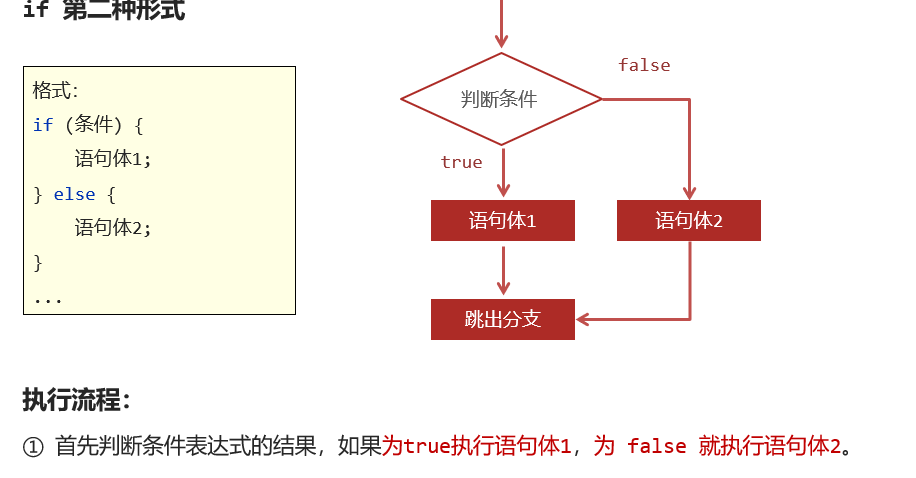 if 第二种形式
格式:
if (条件) {
语句体1;
} else {
语句体2;
}
...
false
判断条件
true
语句体1
语句体2
跳出分支
执行流程:
① 首先判断条件表达式的结果，如果为true执行语句体1，为 false 就执行语句体2。